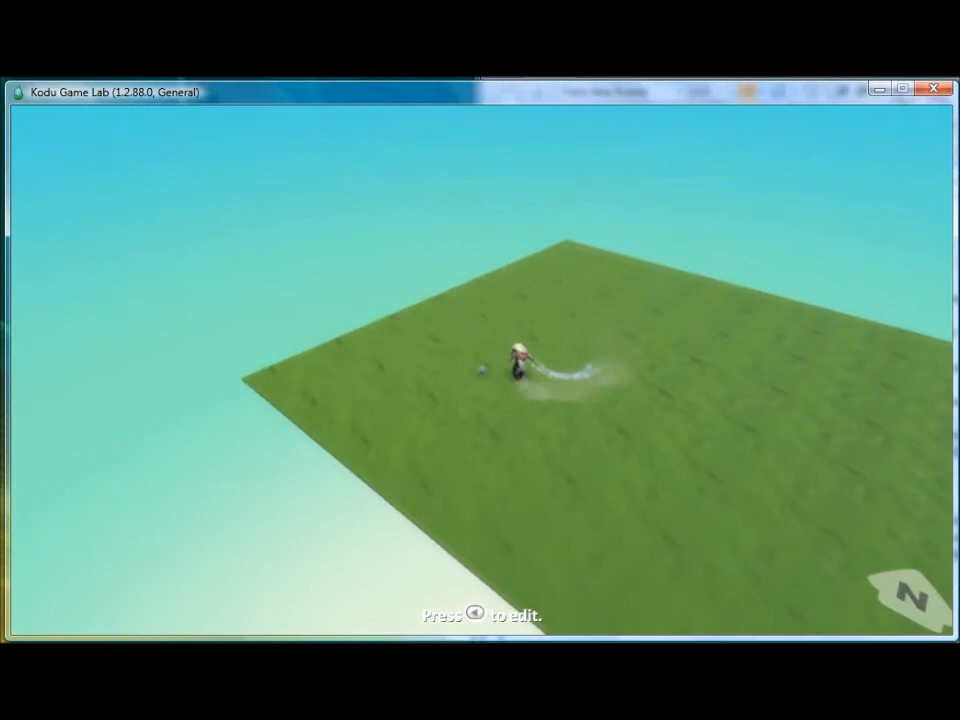 Kodu Game Lab (1.2.88.0, General)
Press to edit.
N